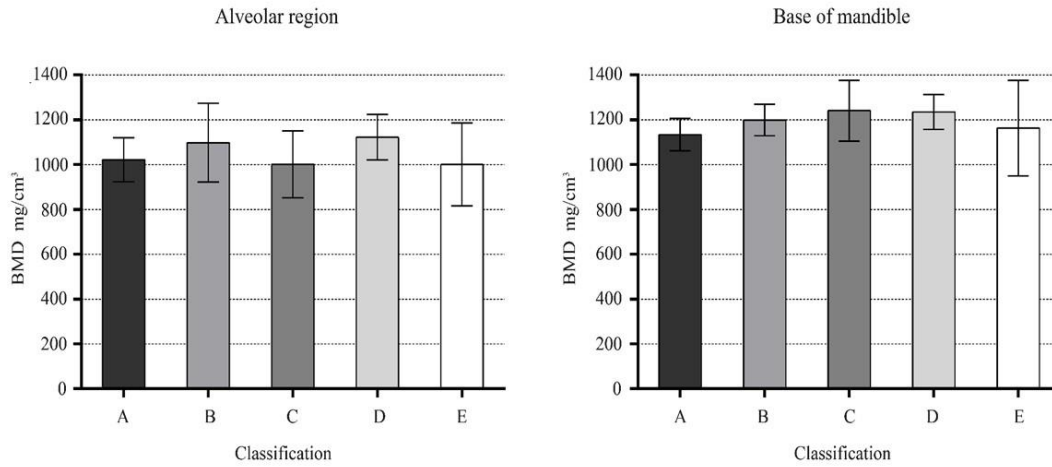 Alveolar region
1400
1200
1000
800
600
400
200
0
BMD mg/cm³
A B C D E
Classification
Base of mandible
1400
1200
1000
800
600
400
200
0
BMD mg/cm³
A B C D E
Classification